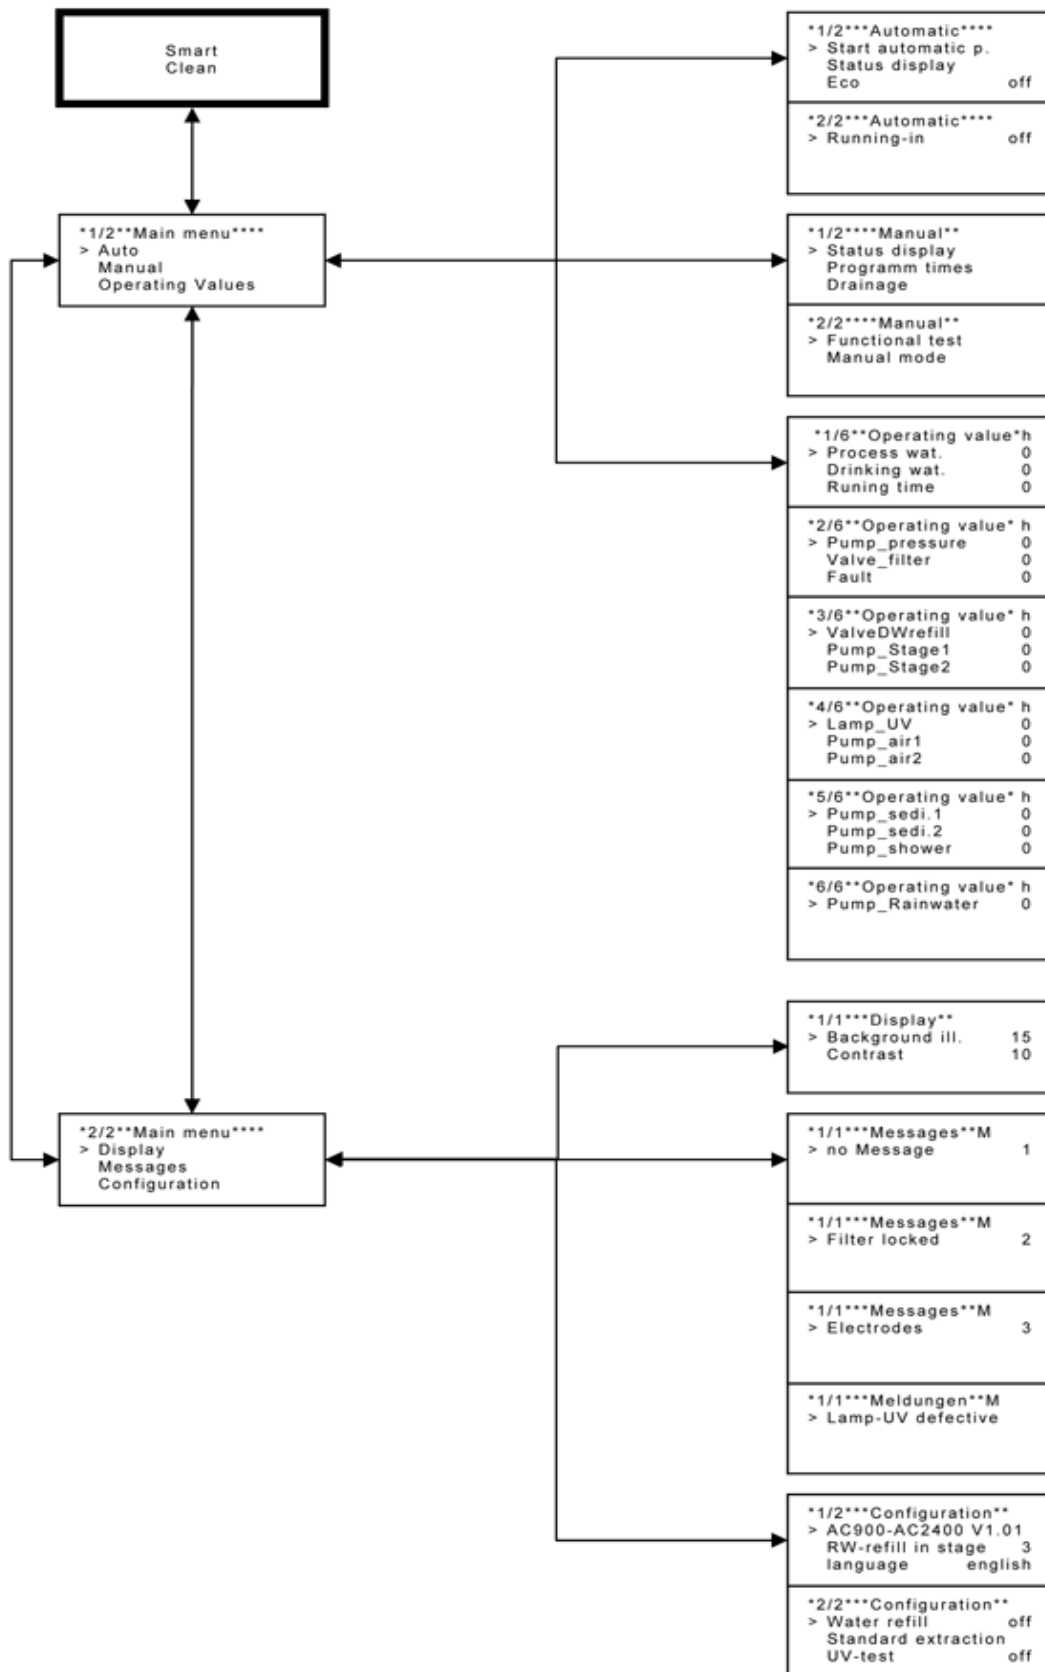 Smart
Clean
*1/2**Main menu****
> Auto
Manual
Operating Values
*2/2**Main menu****
> Display
Messages
Configuration
*1/2***Automatic****
> Start automatic p.
Status display
Eco off
*2/2***Automatic****
> Running-in off
*1/2****Manual**
> Status display
Programm times
Drainage
*2/2****Manual**
> Functional test
Manual mode
*1/6**Operating value*h
> Process wat. 0
Drinking wat. 0
Runing time 0
*2/6**Operating value* h
> Pump_pressure 0
Valve_filter 0
Fault 0
*3/6**Operating value* h
> ValveDWrefill 0
Pump_Stage1 0
Pump_Stage2 0
*4/6**Operating value* h
> Lamp_UV 0
Pump_air1 0
Pump_air2 0
*5/6**Operating value* h
> Pump_sedi.1 0
Pump_sedi.2 0
Pump_shower 0
*6/6**Operating value* h
> Pump_Rainwater 0
*1/1***Display**
> Background ill. 15
Contrast 10
*1/1***Messages**M
> no Message 1
*1/1***Messages**M
> Filter locked 2
*1/1***Messages**M
> Electrodes 3
*1/1***Meldungen**M
> Lamp-UV defective
*1/2***Configuration**
> AC900-AC2400 V1.01
RW-refill in stage 3
language english
*2/2***Configuration**
> Water refill off
Standard extraction
UV-test off